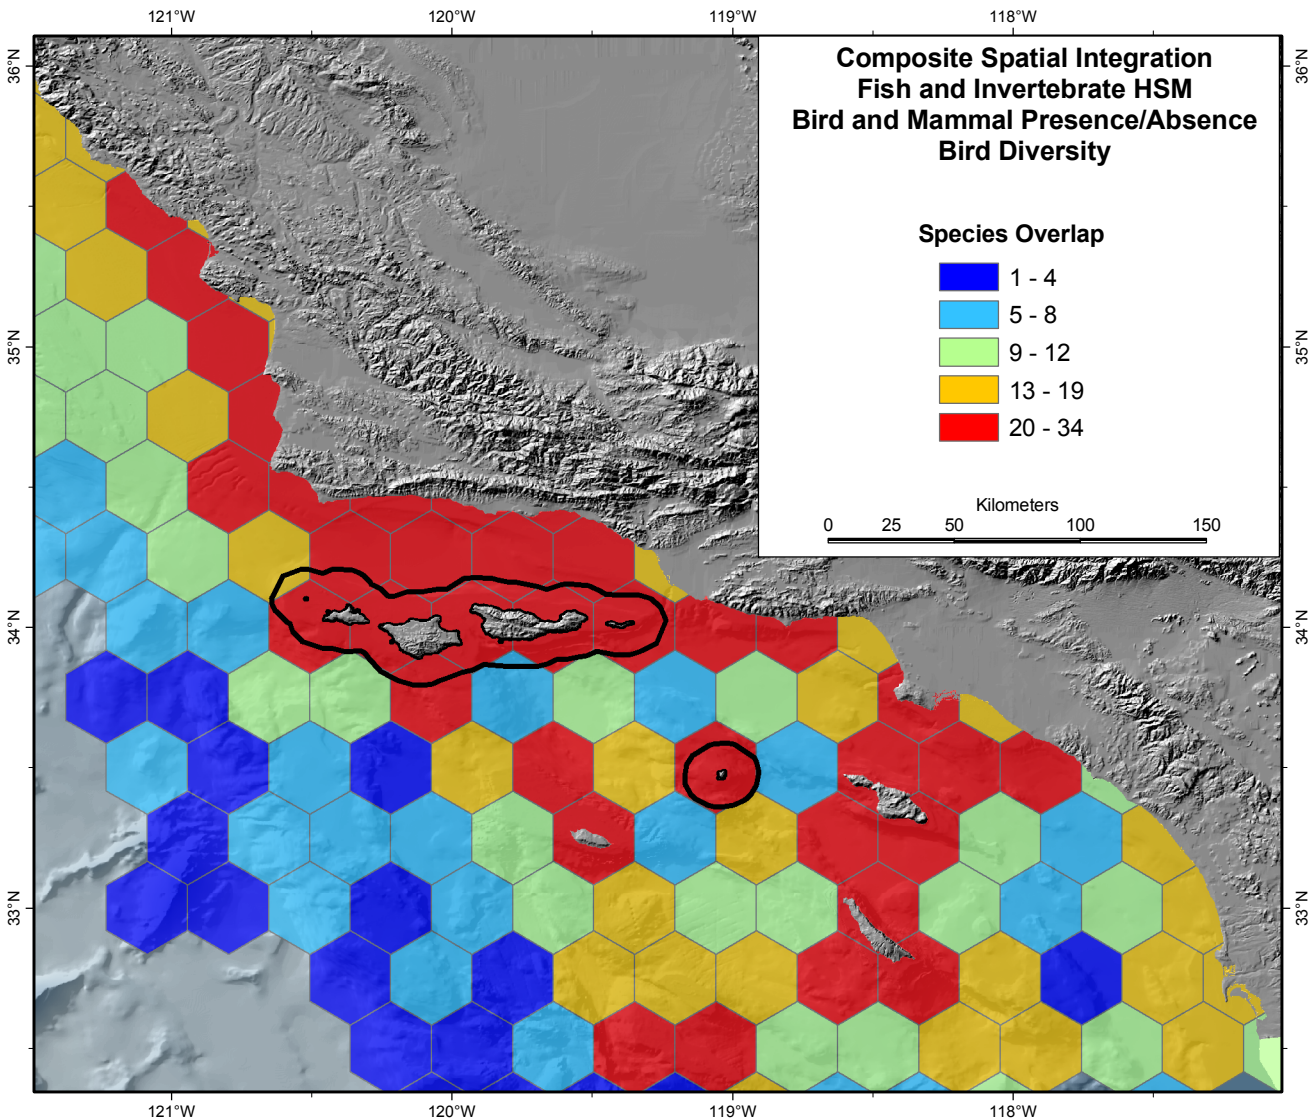 121°W 120°W 119°W 118°W
36°N 36°N
Composite Spatial Integration
Fish and Invertebrate HSM
Bird and Mammal Presence/Absence
Bird Diversity
Species Overlap
1 - 4
5 - 8
9 - 12
13 - 19
20 - 34
35°N 35°N
Kilometers
0 25 50 100 150
34°N 34°N
33°N 33°N
121°W 120°W 119°W 118°W